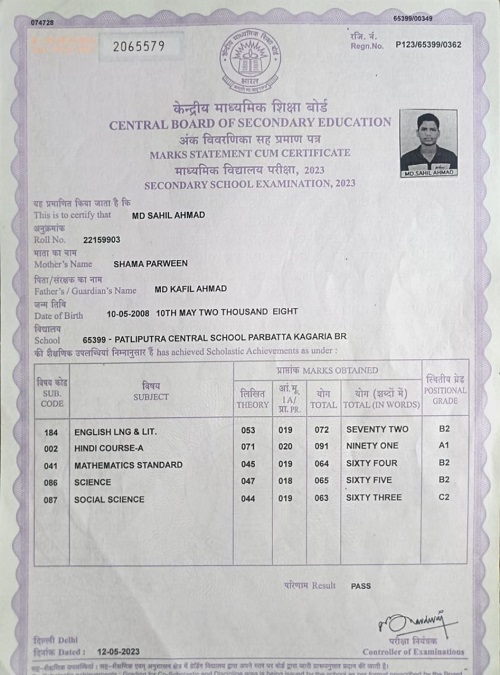 074728
65399/00349
2065579
रजि. नं.
Regn.No. P123/65399/0362
केन्द्रीय माध्यमिक शिक्षा बोर्ड
भारत
केन्द्रीय माध्यमिक शिक्षा बोर्ड
CENTRAL BOARD OF SECONDARY EDUCATION
अंक विवरणिका सह प्रमाण पत्र
MARKS STATEMENT CUM CERTIFICATE
माध्यमिक विद्यालय परीक्षा, 2023
SECONDARY SCHOOL EXAMINATION, 2023
MD SAHIL AHMAD
यह प्रमाणित किया जाता है कि
This is to certify that MD SAHIL AHMAD
अनुक्रमांक
Roll No. 22159903
माता का नाम
Mother's Name SHAMA PARWEEN
पिता/संरक्षक का नाम
Father's / Guardian's Name MD KAFIL AHMAD
जन्म तिथि
Date of Birth 10-05-2008 10TH MAY TWO THOUSAND EIGHT
विद्यालय
School 65399 - PATLIPUTRA CENTRAL SCHOOL PARBATTA KAGARIA BR
की शैक्षणिक उपलब्धियां निम्नानुसार हैं has achieved Scholastic Achievements as under :
विषय कोड SUB. CODE
विषय SUBJECT
प्राप्तांक MARKS OBTAINED
लिखित THEORY
आं.मू. IA/ प्रा. PR.
योग TOTAL
योग (शब्दों में) TOTAL (IN WORDS)
स्थितीय ग्रेड POSITIONAL GRADE
184 ENGLISH LNG & LIT. 053 019 072 SEVENTY TWO B2
002 HINDI COURSE-A 071 020 091 NINETY ONE A1
041 MATHEMATICS STANDARD 045 019 064 SIXTY FOUR B2
086 SCIENCE 047 018 065 SIXTY FIVE B2
087 SOCIAL SCIENCE 044 019 063 SIXTY THREE C2
परिणाम Result PASS
दिल्ली Delhi
दिनांक Dated : 12-05-2023
परीक्षा नियंत्रक
Controller of Examinations